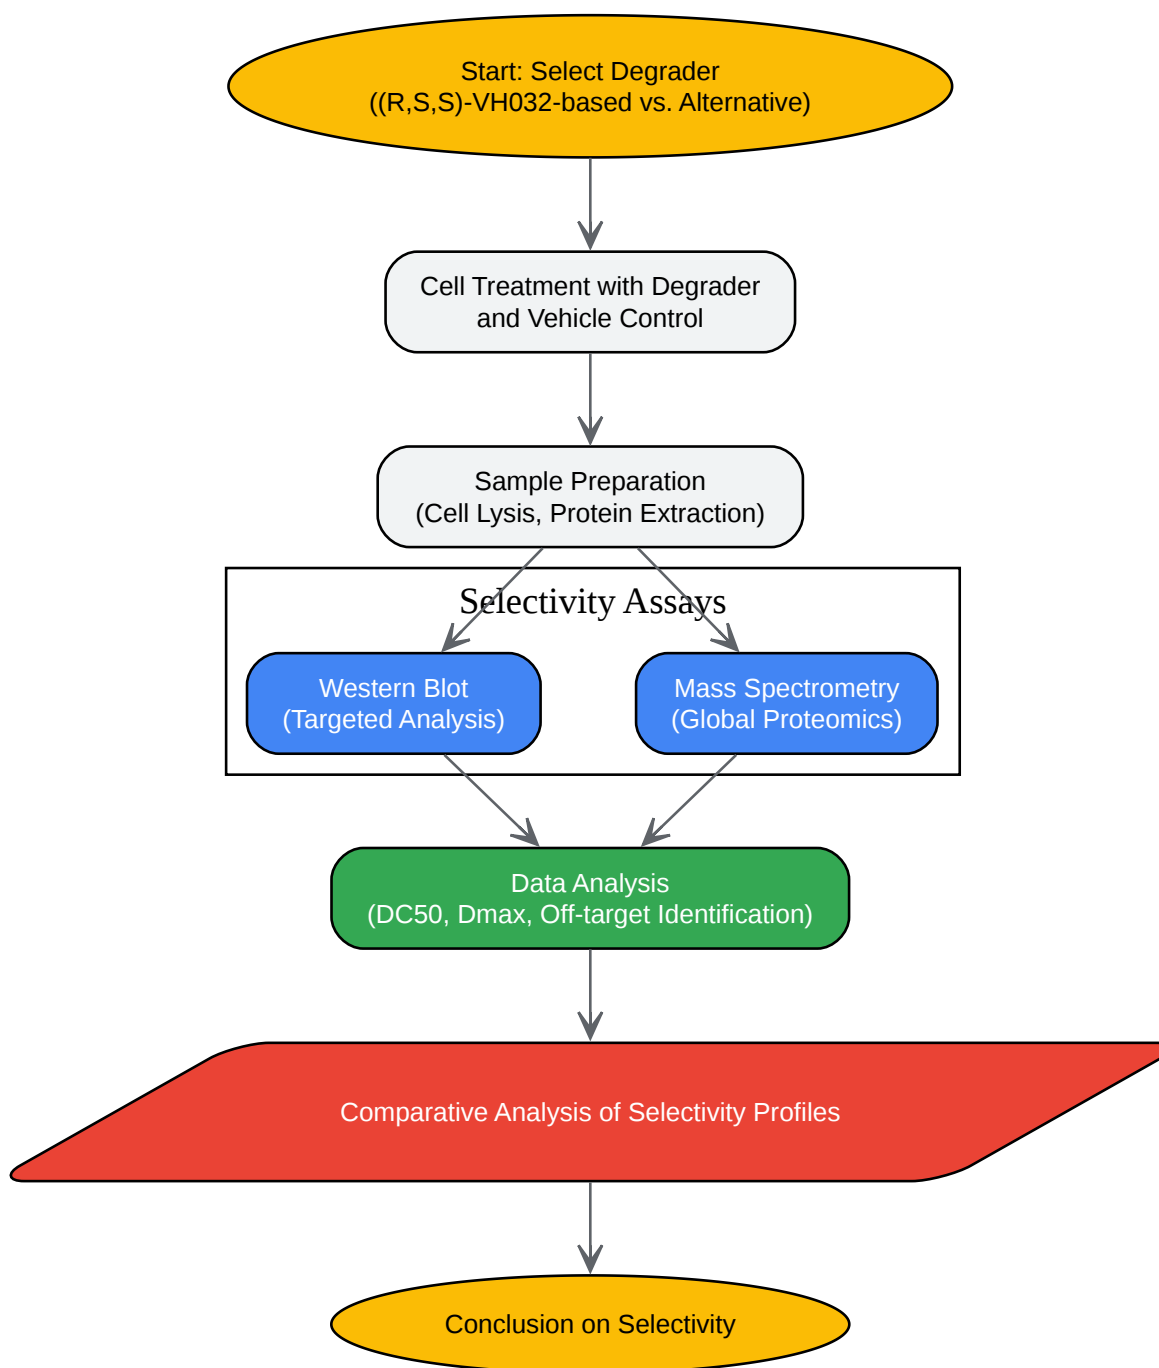 Start: Select Degrader
((R,S,S)-VH032-based vs. Alternative)
Cell Treatment with Degrader
and Vehicle Control
Sample Preparation
(Cell Lysis, Protein Extraction)
Selectivity Assays
Western Blot
(Targeted Analysis)
Mass Spectrometry
(Global Proteomics)
Data Analysis
(DC50, Dmax, Off-target Identification)
Comparative Analysis of Selectivity Profiles
Conclusion on Selectivity